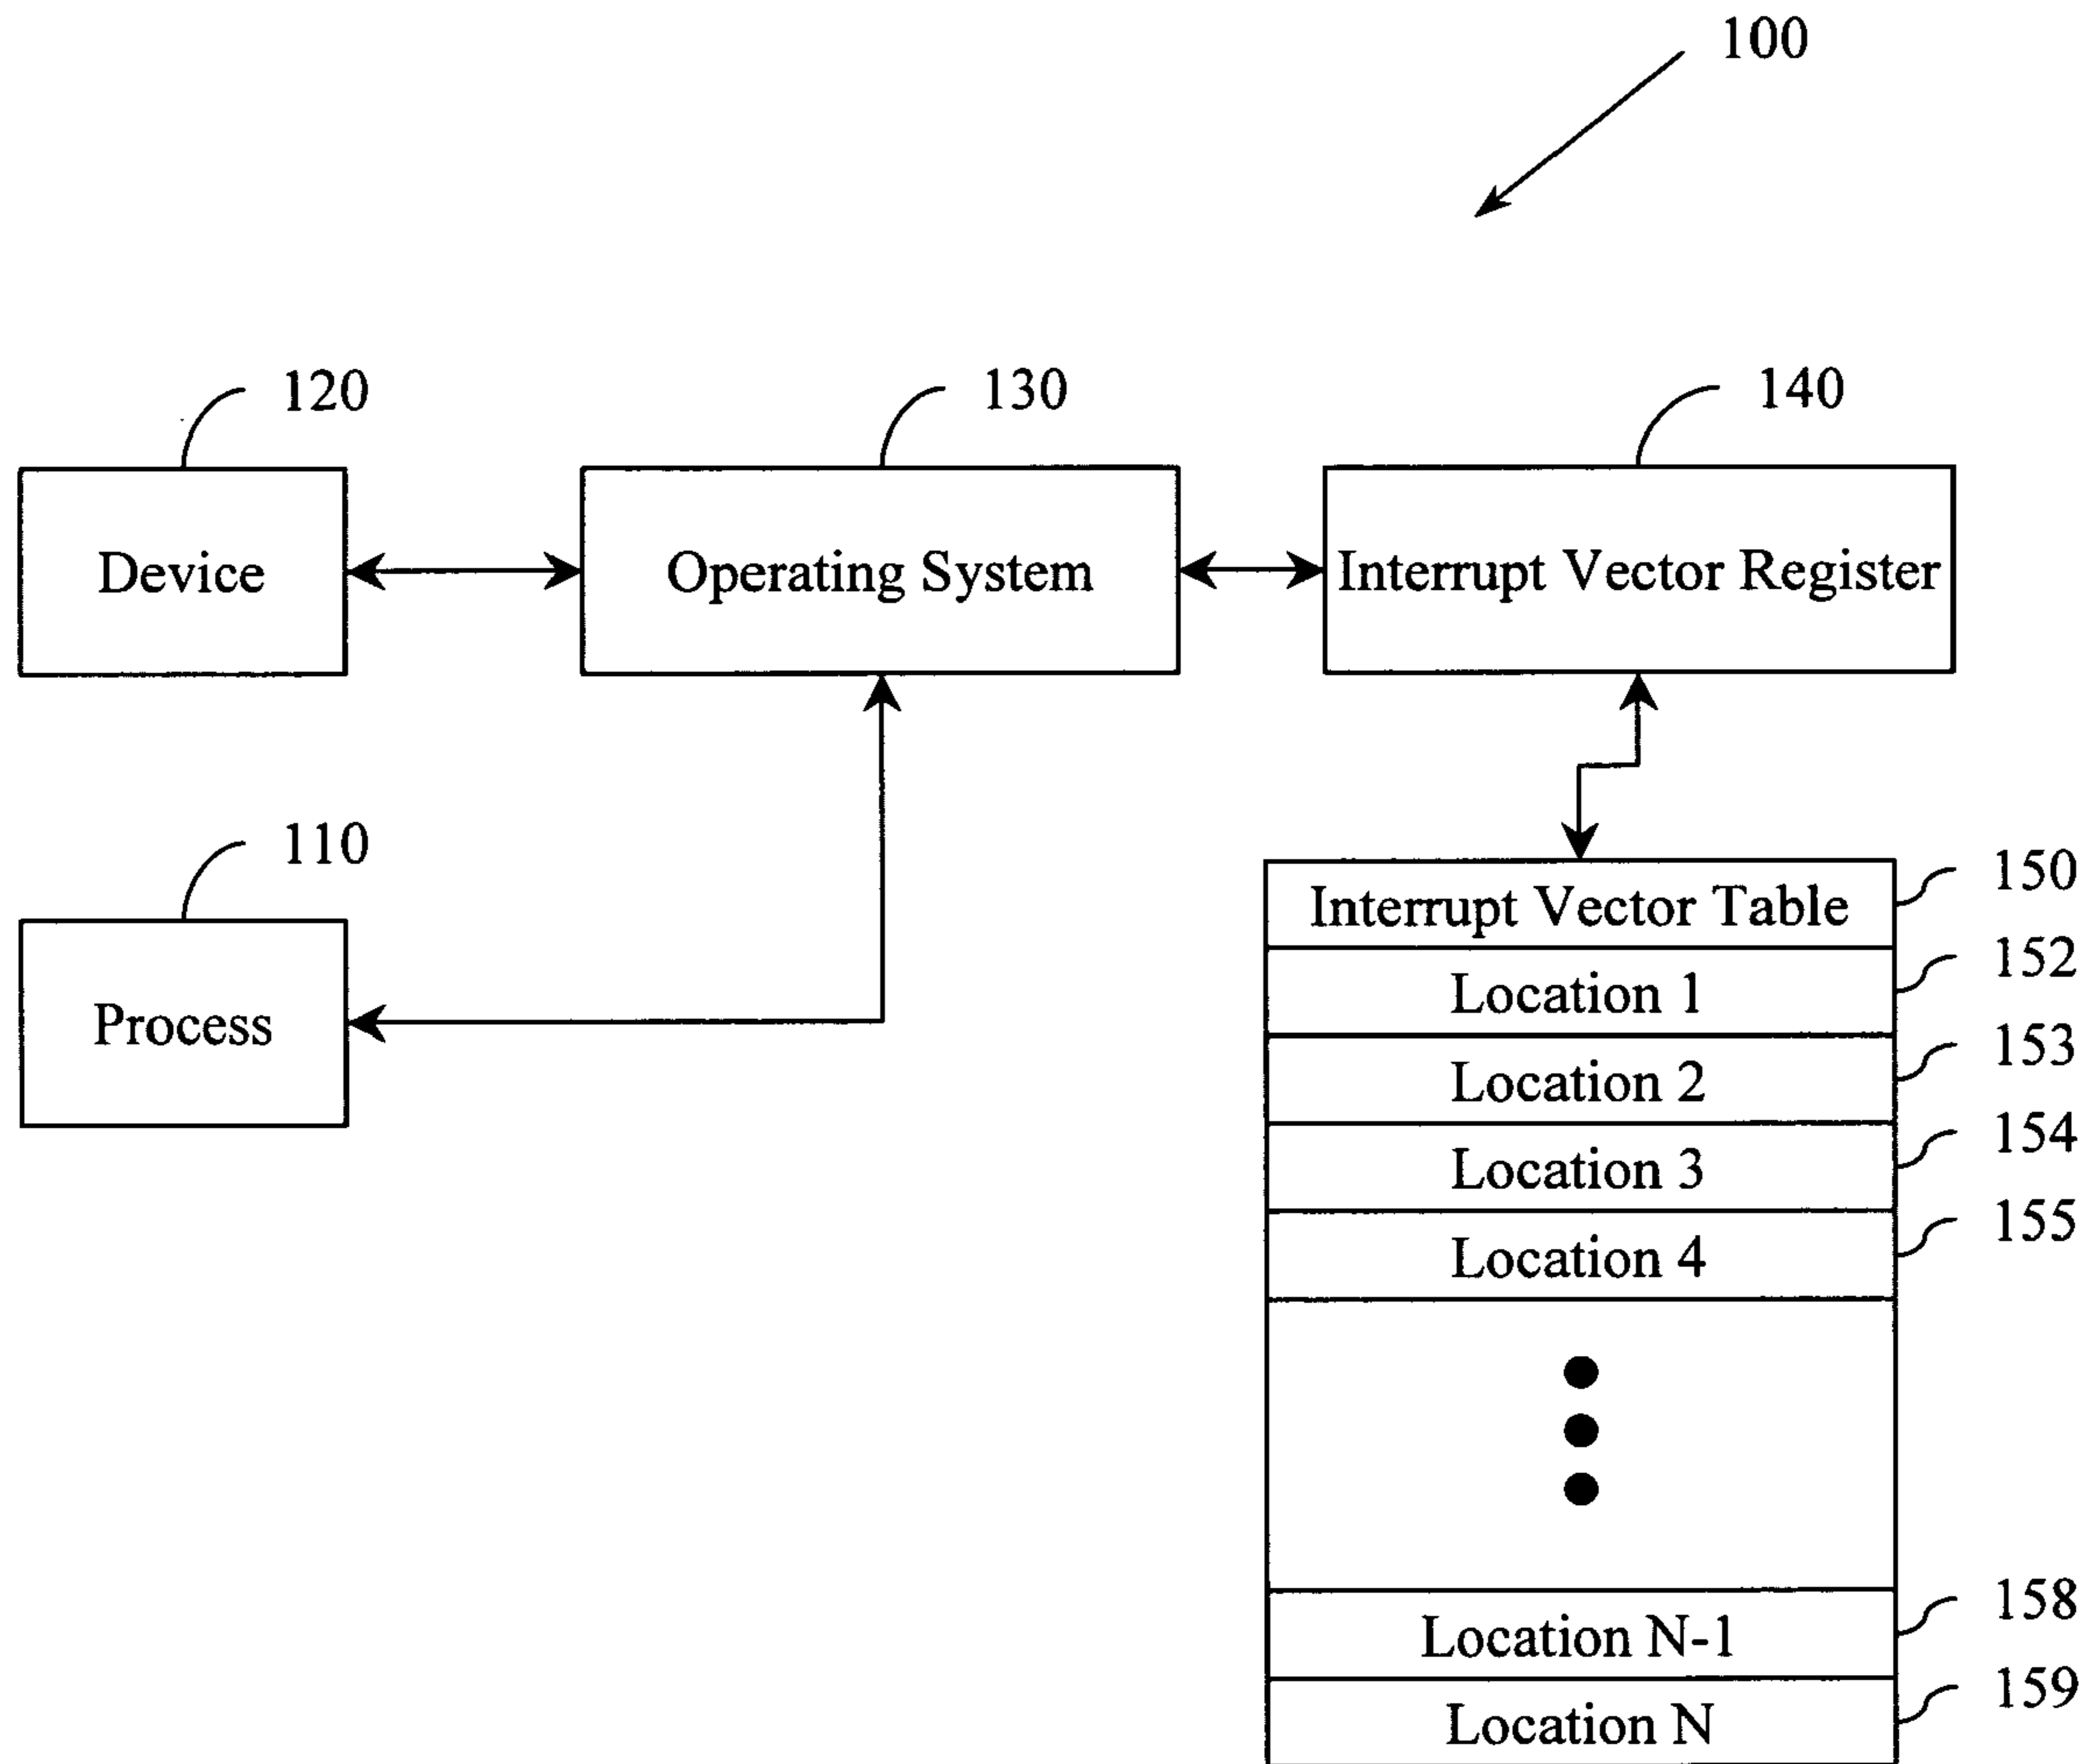 100
120
130
140
Device
Operating System
Interrupt Vector Register
110
Process
Interrupt Vector Table
150
Location 1
152
Location 2
153
Location 3
154
Location 4
155
Location N-1
158
Location N
159